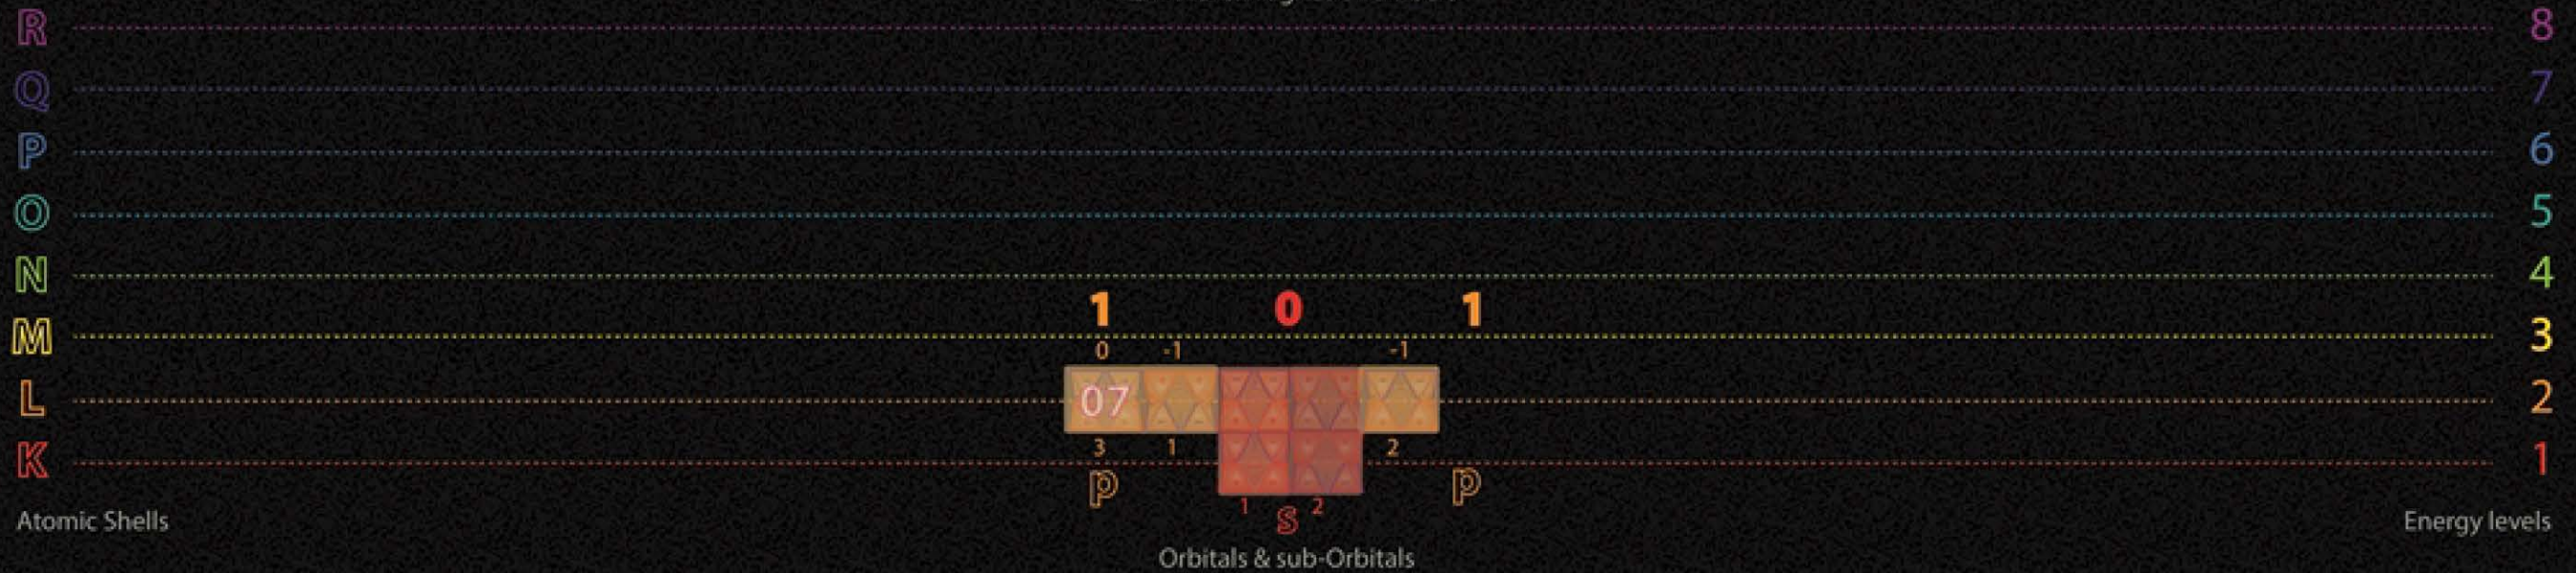 R 8
Q 7
P 6
O 5
N 4
1 0 1
M 3
0 -1 -1
L 07 2
3 1 2
K 1
p p
1 s 2
Atomic Shells Energy levels
Orbitals & sub-Orbitals